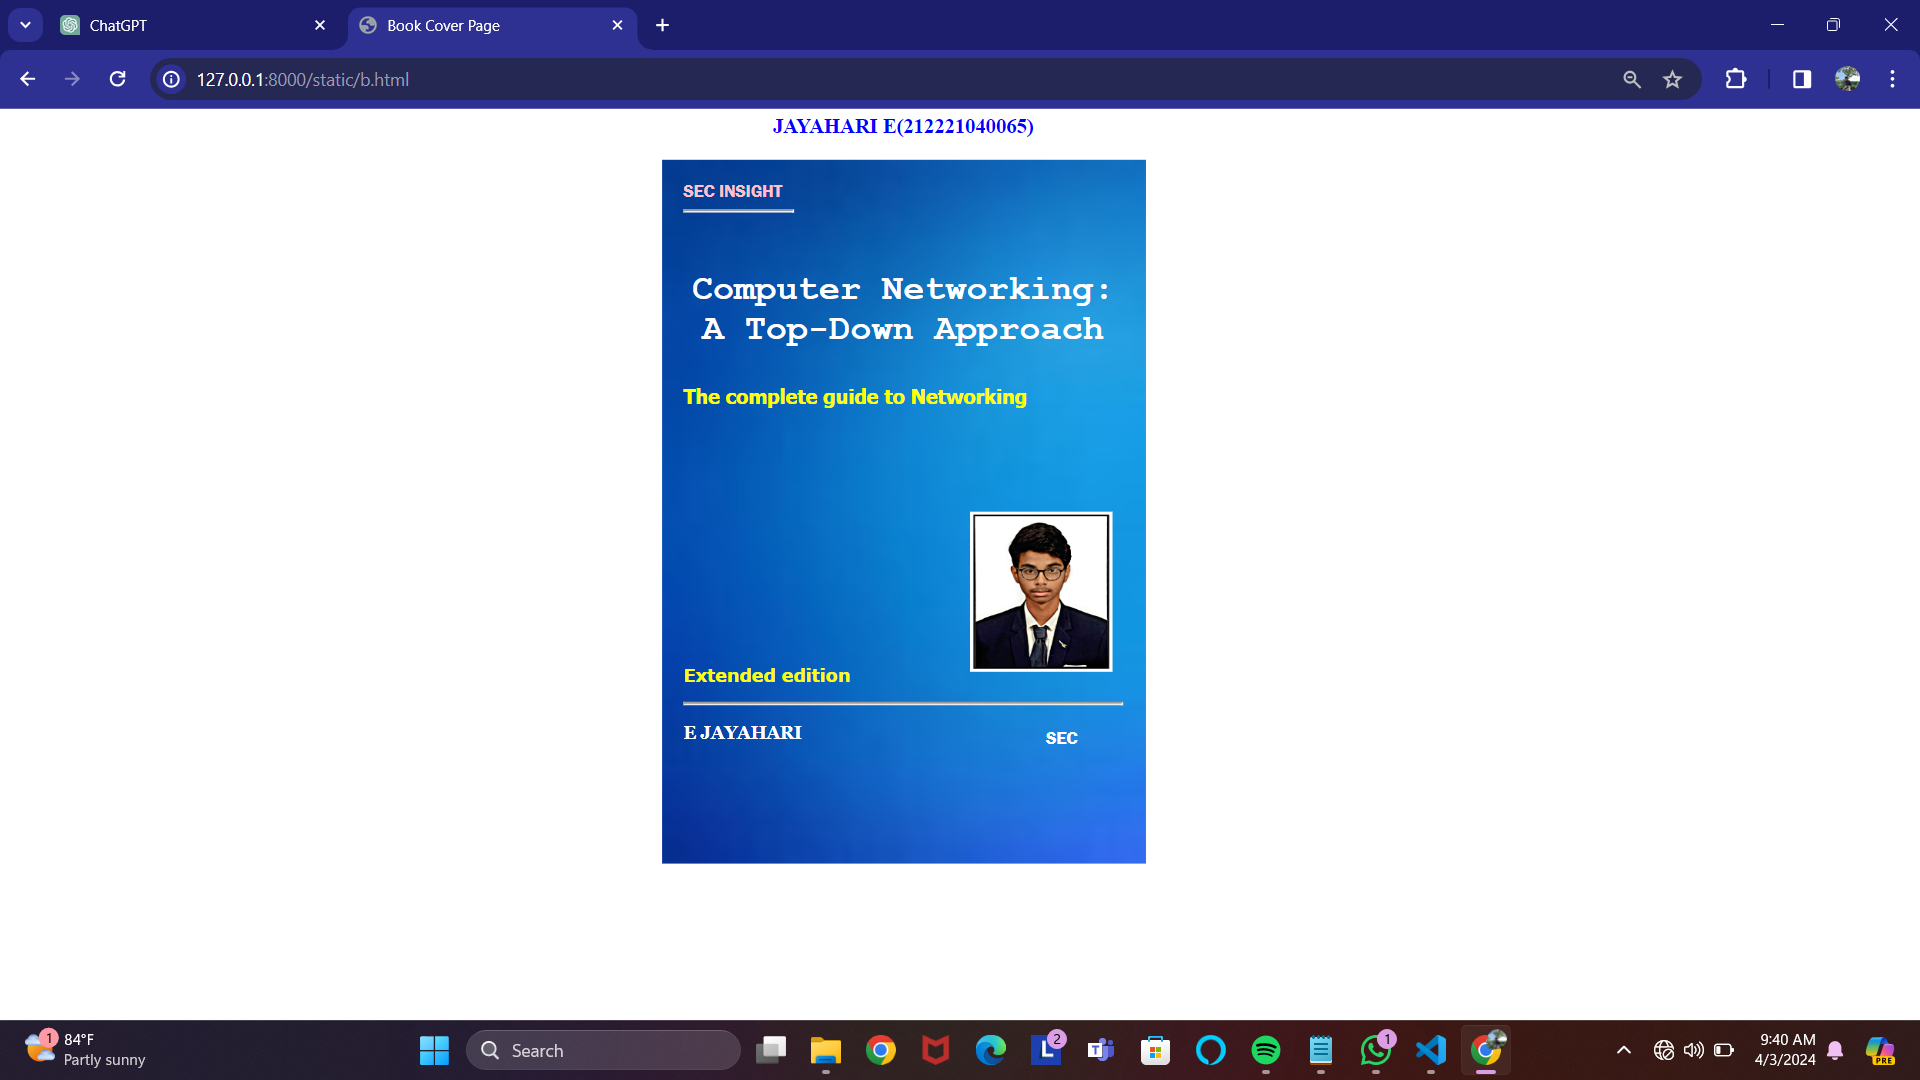 ChatGPT
Book Cover Page
127.0.0.1:8000/static/b.html
JAYAHARI E(212221040065)
SEC INSIGHT
Computer Networking:
A Top-Down Approach
The complete guide to Networking
Extended edition
E JAYAHARI
SEC
1
84°F
Partly sunny
Search
L
2
T
1
9:40 AM
4/3/2024
PRE